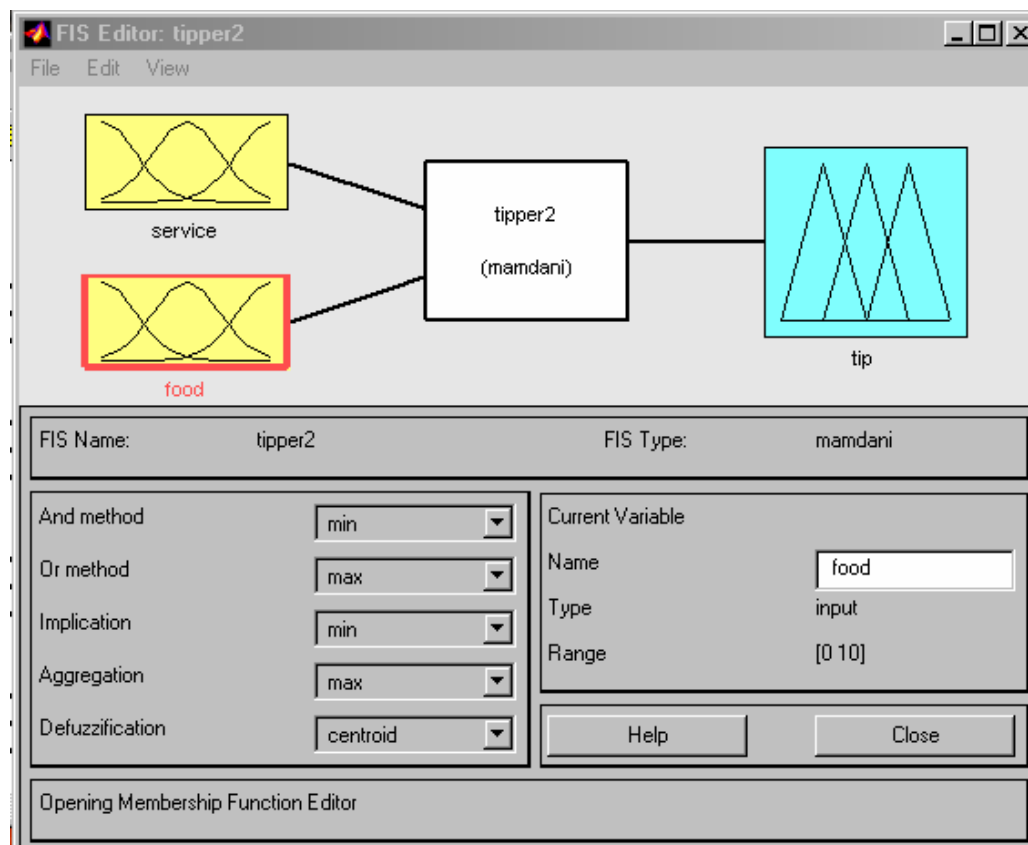 FIS Editor: tipper2
File Edit View
service
food
tipper2
(mamdani)
tip
FIS Name: tipper2 FIS Type: mamdani
And method min
Or method max
Implication min
Aggregation max
Defuzzification centroid
Current Variable
Name food
Type input
Range [0 10]
Help Close
Opening Membership Function Editor